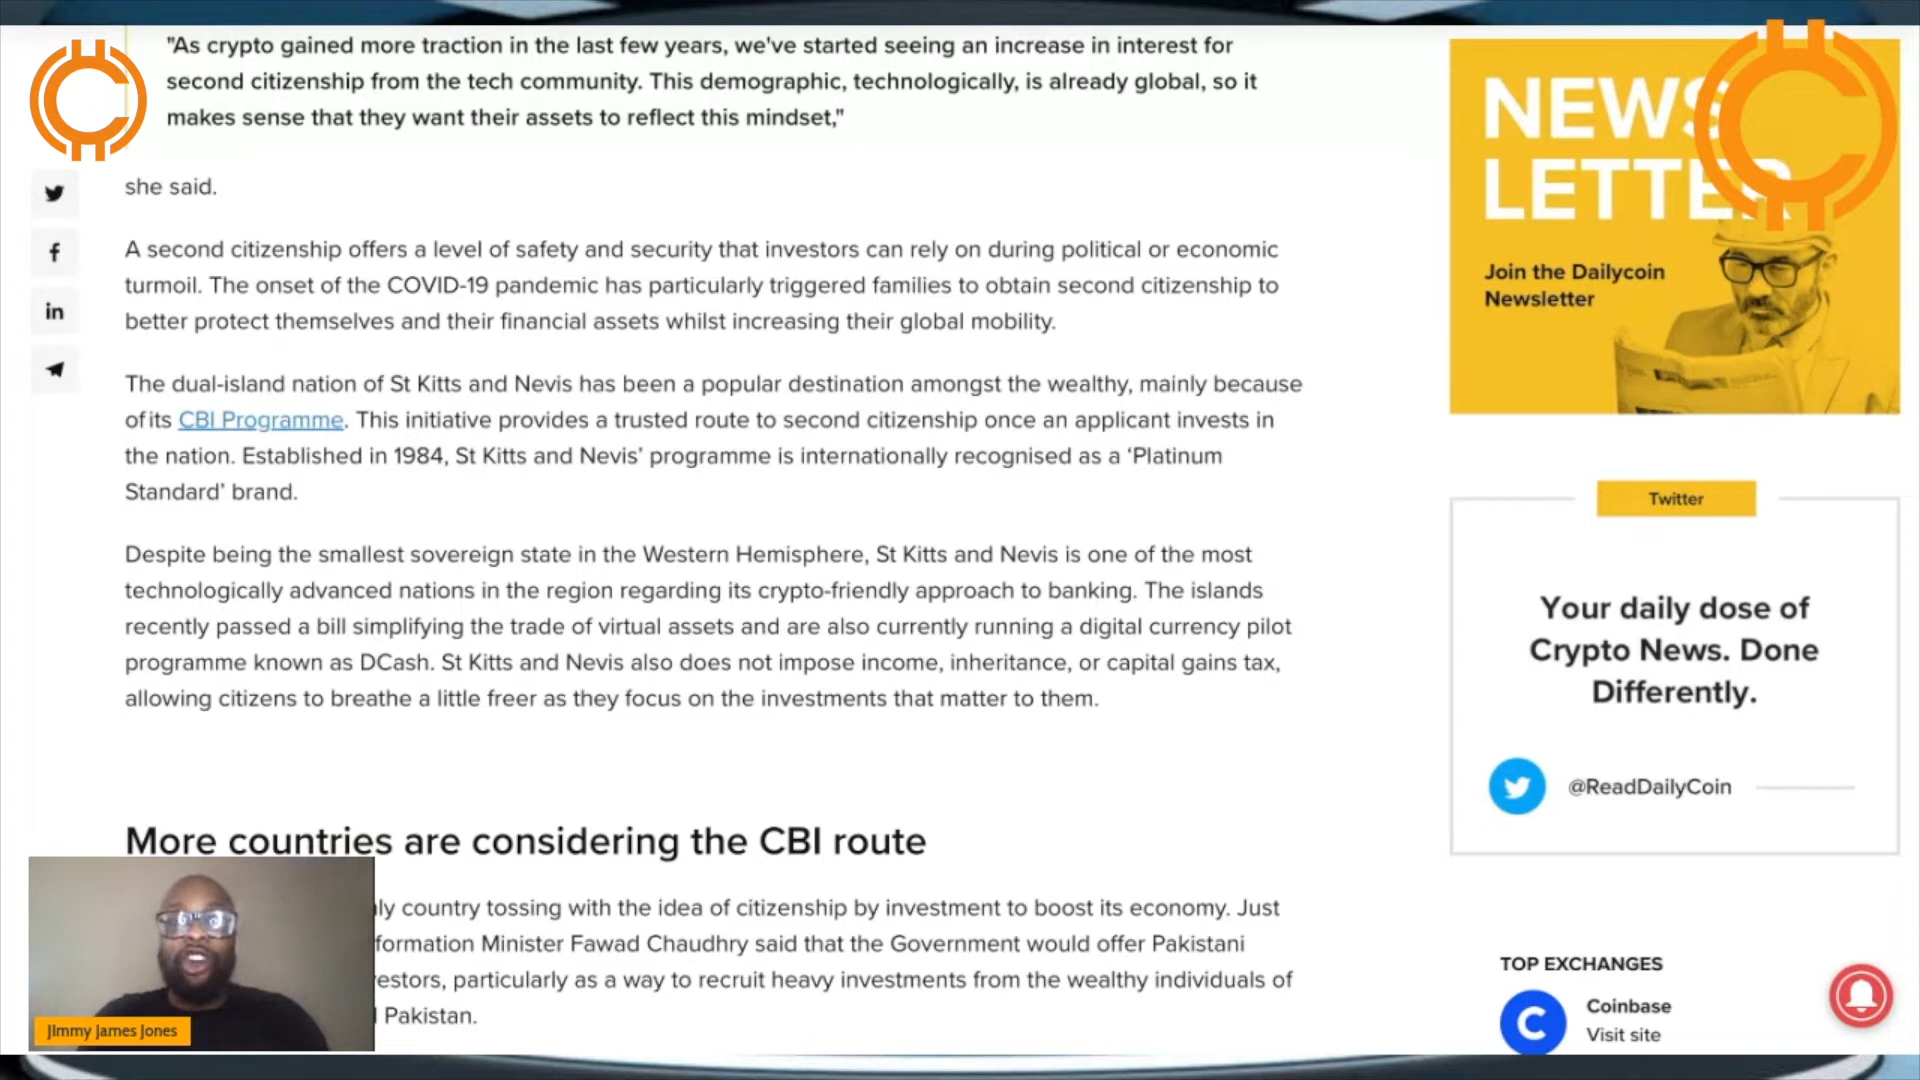 "As crypto gained more traction in the last few years, we've started seeing an increase in interest for
second citizenship from the tech community. This demographic, technologically, is already global, so it
makes sense that they want their assets to reflect this mindset,"
she said.
A second citizenship offers a level of safety and security that investors can rely on during political or economic
turmoil. The onset of the COVID-19 pandemic has particularly triggered families to obtain second citizenship to
better protect themselves and their financial assets whilst increasing their global mobility.
The dual-island nation of St Kitts and Nevis has been a popular destination amongst the wealthy, mainly because
of its CBI Programme. This initiative provides a trusted route to second citizenship once an applicant invests in
the nation. Established in 1984, St Kitts and Nevis' programme is internationally recognised as a 'Platinum
Standard' brand.
Despite being the smallest sovereign state in the Western Hemisphere, St Kitts and Nevis is one of the most
technologically advanced nations in the region regarding its crypto-friendly approach to banking. The islands
recently passed a bill simplifying the trade of virtual assets and are also currently running a digital currency pilot
programme known as DCash. St Kitts and Nevis also does not impose income, inheritance, or capital gains tax,
allowing citizens to breathe a little freer as they focus on the investments that matter to them.
More countries are considering the CBI route
country tossing with the idea of citizenship by investment to boost its economy. Just
Minister Fawad Chaudhry said that the Government would offer Pakistani
particularly as a way to recruit heavy investments from the wealthy individuals of
Pakistan.
JImmy James Jones
NEWS
LETTER
Join the Dailycoin
Newsletter
Twitter
Your daily dose of
Crypto News. Done
Differently.
@ReadDailyCoin
TOP EXCHANGES
Coinbase
Visit site